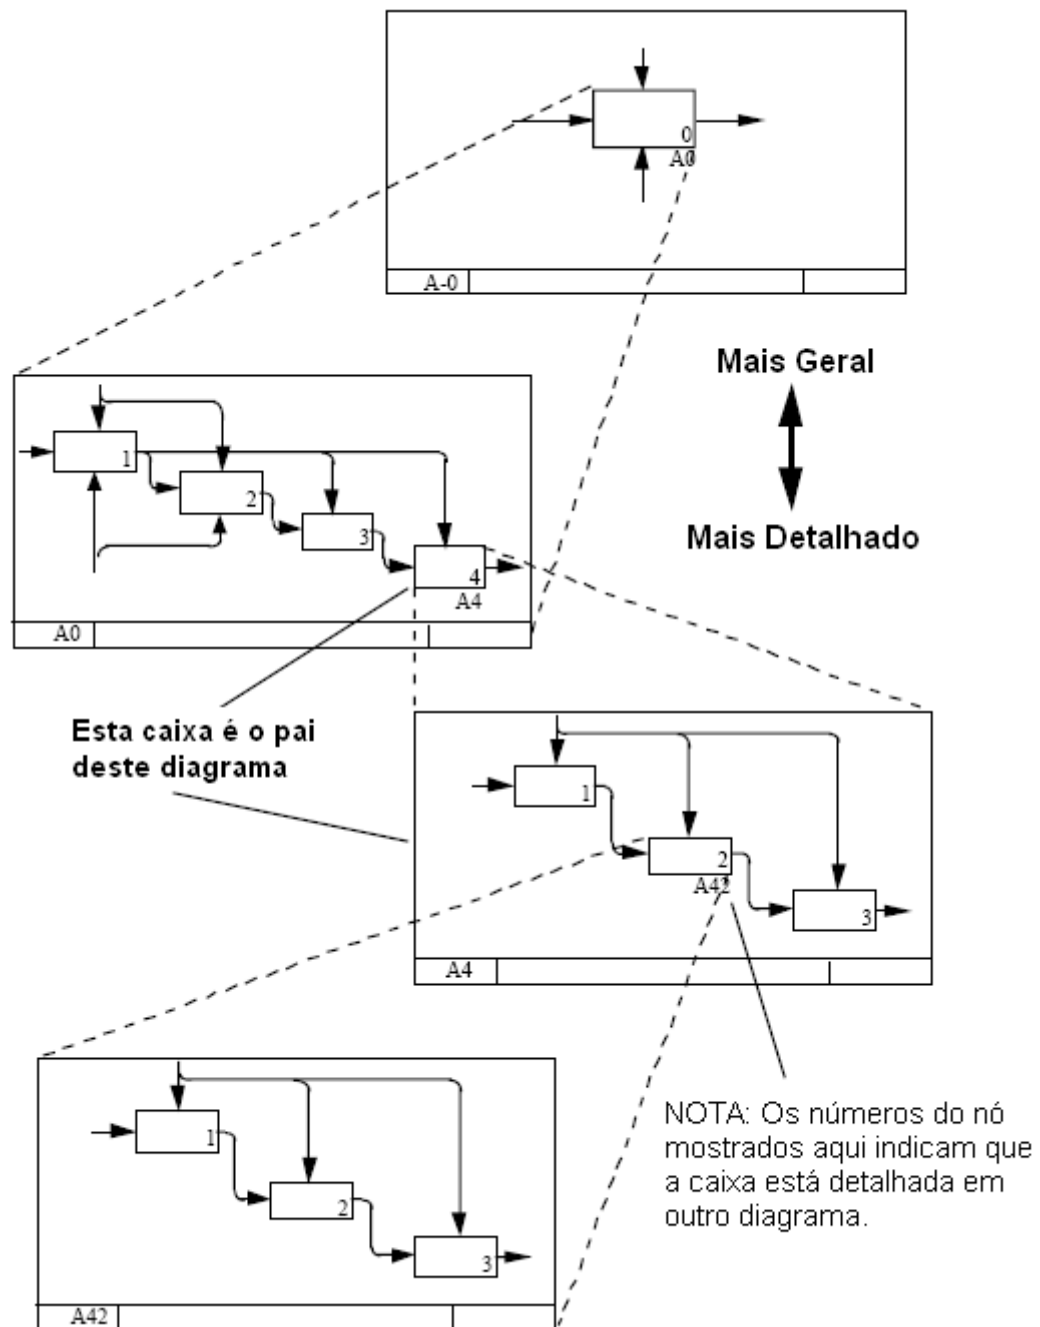 0
A0
A-0
Mais Geral
Mais Detalhado
1
2
3
4
A4
A0
Esta caixa é o pai
deste diagrama
1
2
A42
3
A4
NOTA: Os números do nó
mostrados aqui indicam que
a caixa está detalhada em
outro diagrama.
1
2
3
A42